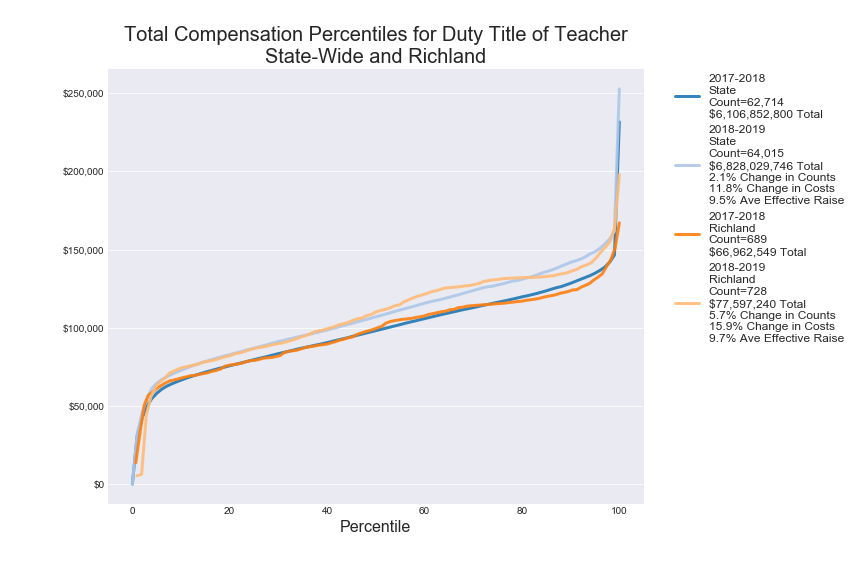 Total Compensation Percentiles for Duty Title of Teacher
State-Wide and Richland
$250,000
$200,000
$150,000
$100,000
$50,000
$0
0
20
40
60
80
100
Percentile
2017-2018
State
Count=62,714
$6,106,852,800 Total
2018-2019
State
Count=64,015
$6,828,029,746 Total
2.1% Change in Counts
11.8% Change in Costs
9.5% Ave Effective Raise
2017-2018
Richland
Count=689
$66,962,549 Total
2018-2019
Richland
Count=728
$77,597,240 Total
5.7% Change in Counts
15.9% Change in Costs
9.7% Ave Effective Raise